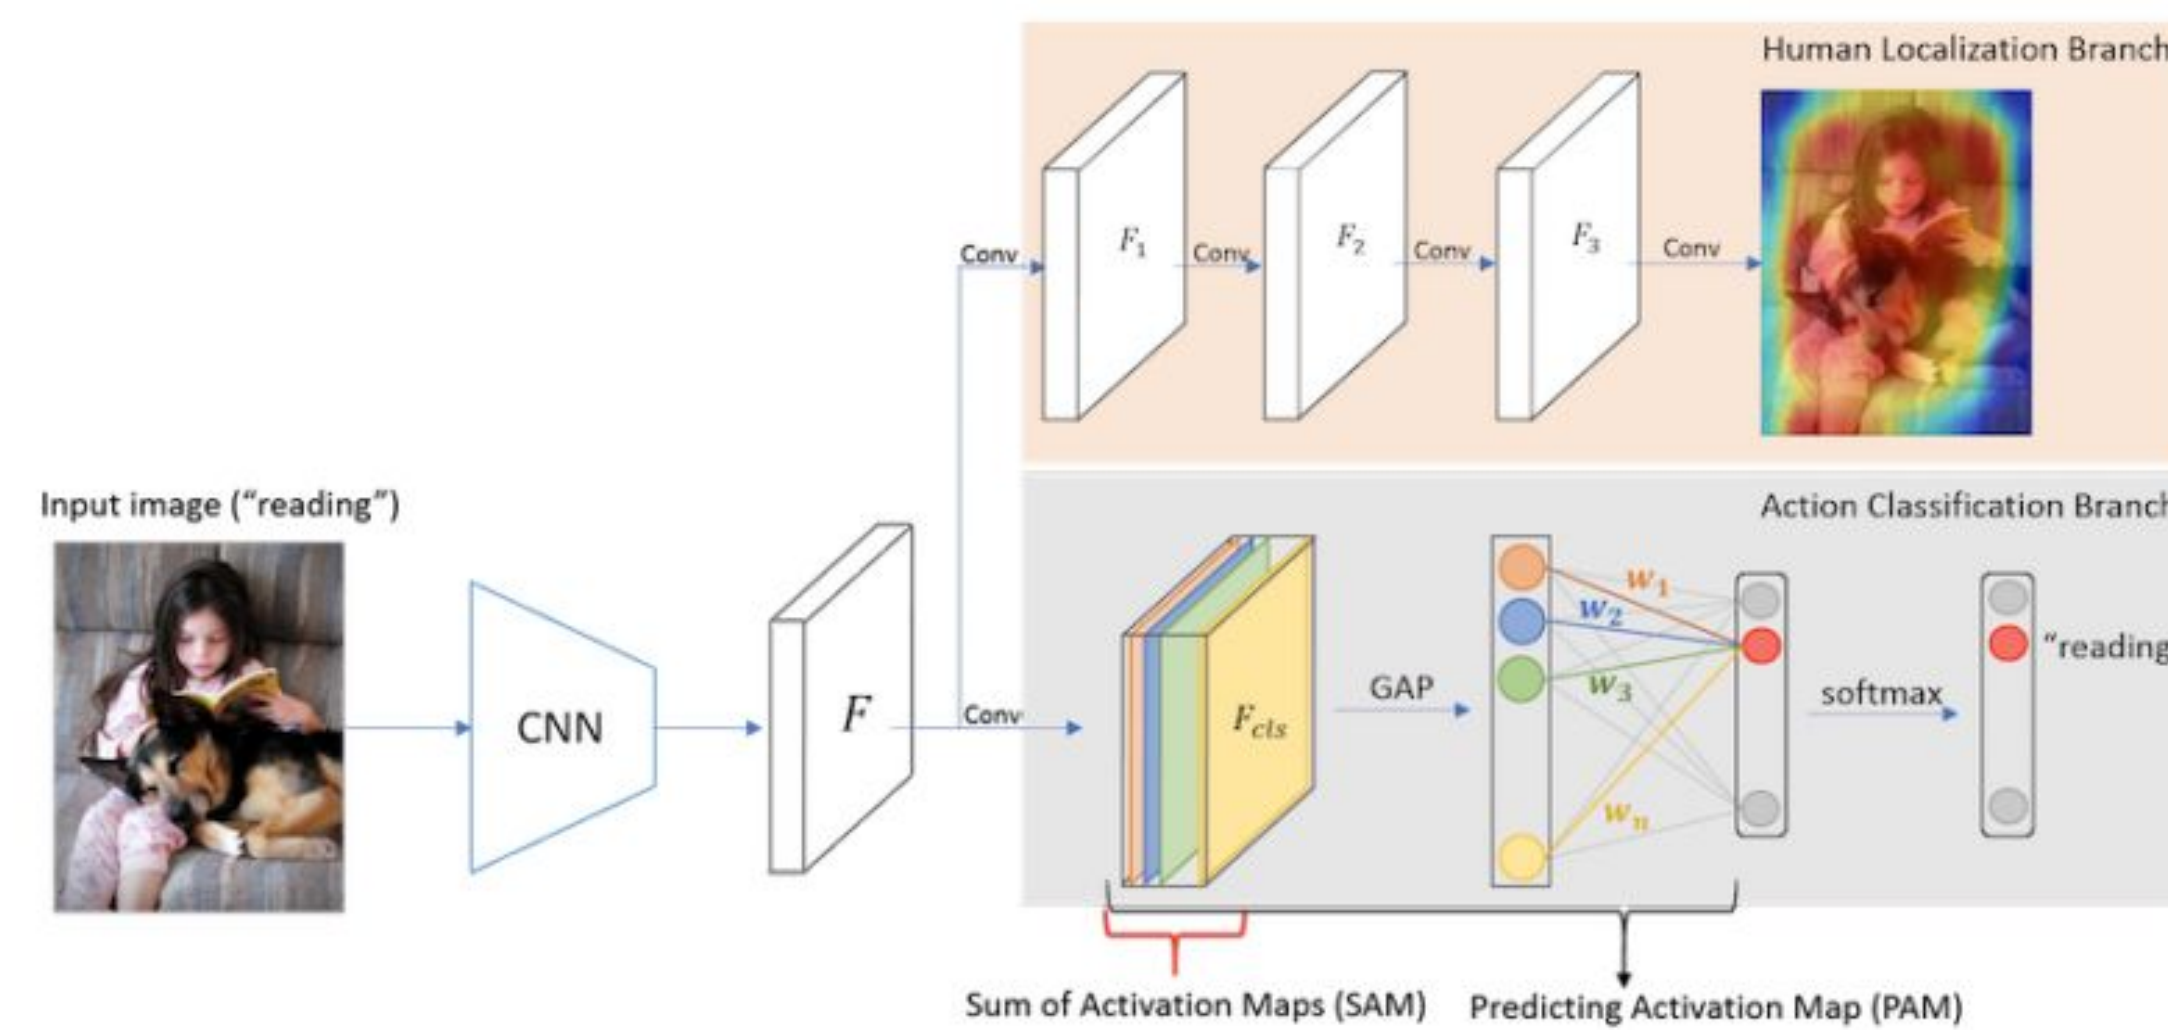 Human Localization Branch
F1
F2
F3
Conv
Conv
Conv
Conv
Input image (“reading”)
Action Classification Branch
CNN
F
Conv
Fcls
GAP
w1
w2
w3
wn
softmax
“reading
Sum of Activation Maps (SAM)
Predicting Activation Map (PAM)